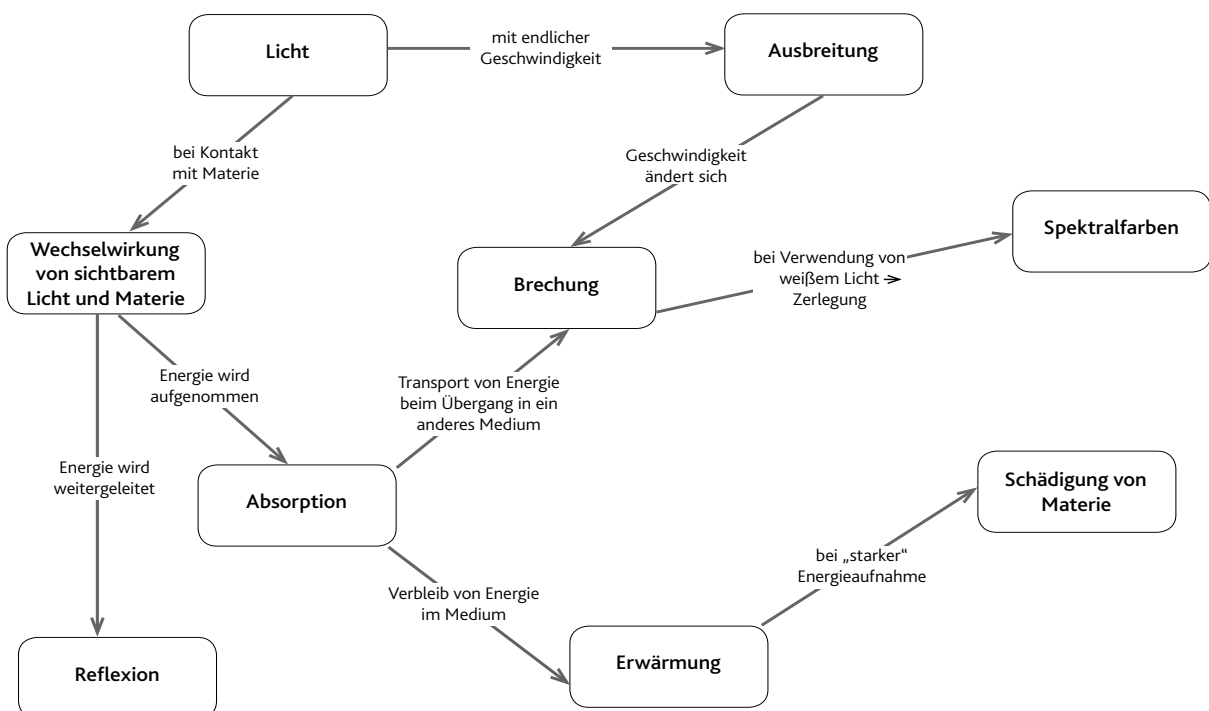 Licht
mit endlicher
Geschwindigkeit
Ausbreitung
bei Kontakt
mit Materie
Geschwindigkeit
ändert sich
Wechselwirkung
von sichtbarem
Licht und Materie
Brechung
bei Verwendung von
weißem Licht ➔
Zerlegung
Spektralfarben
Energie wird
aufgenommen
Transport von Energie
beim Übergang in ein
anderes Medium
Energie wird
weitergeleitet
Absorption
Schädigung von
Materie
bei „starker“
Energieaufnahme
Verbleib von Energie
im Medium
Erwärmung
Reflexion